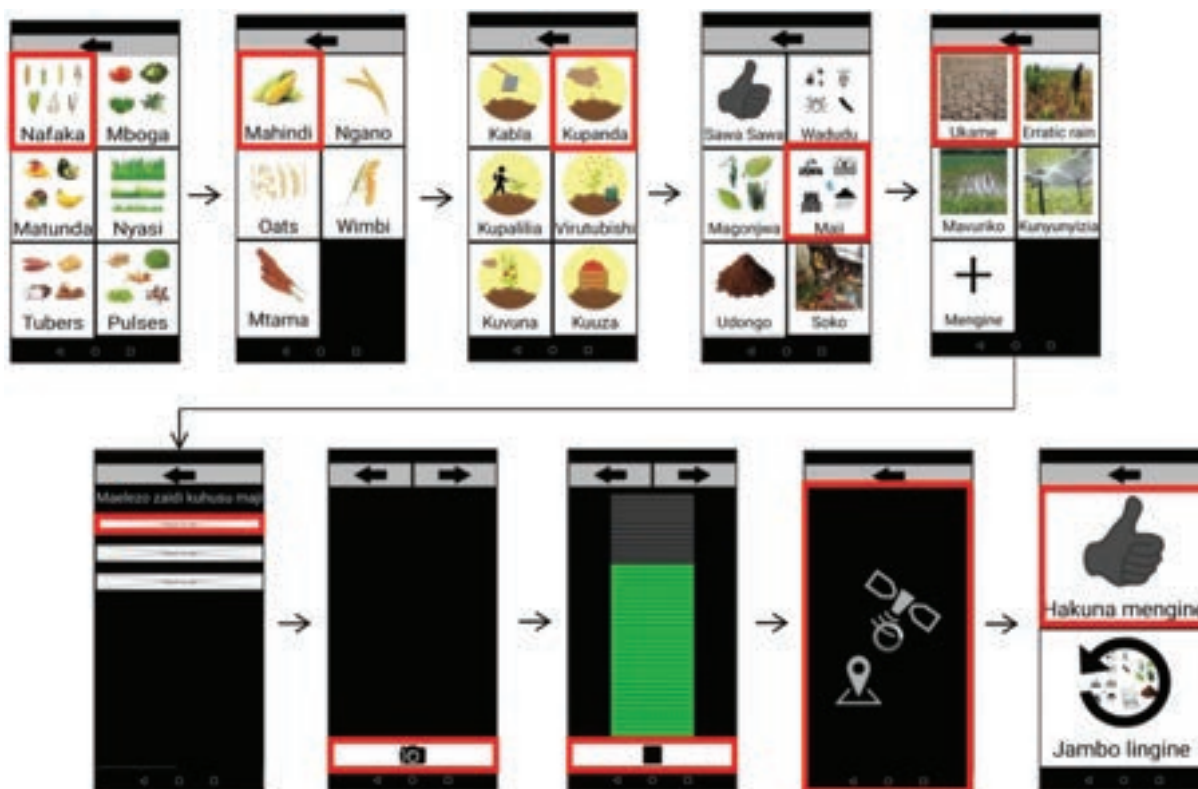 Nafaka Mboga
Matunda Nyasi
Tubers Pulses
Mahindi Ngano
Oats Wimbi
Mtama
Kabla Kupanda
Kupalilia Virutubishi
Kuvuna Kuuza
Sawa Sawa Wadudu
Magonjwa Maji
Udongo Soko
Ukame Erratic rain
Mavuriko Kunyunyizia
Mengine
Maelezo zaidi kuhusu maji
Hakuna mengine
Jambo lingine